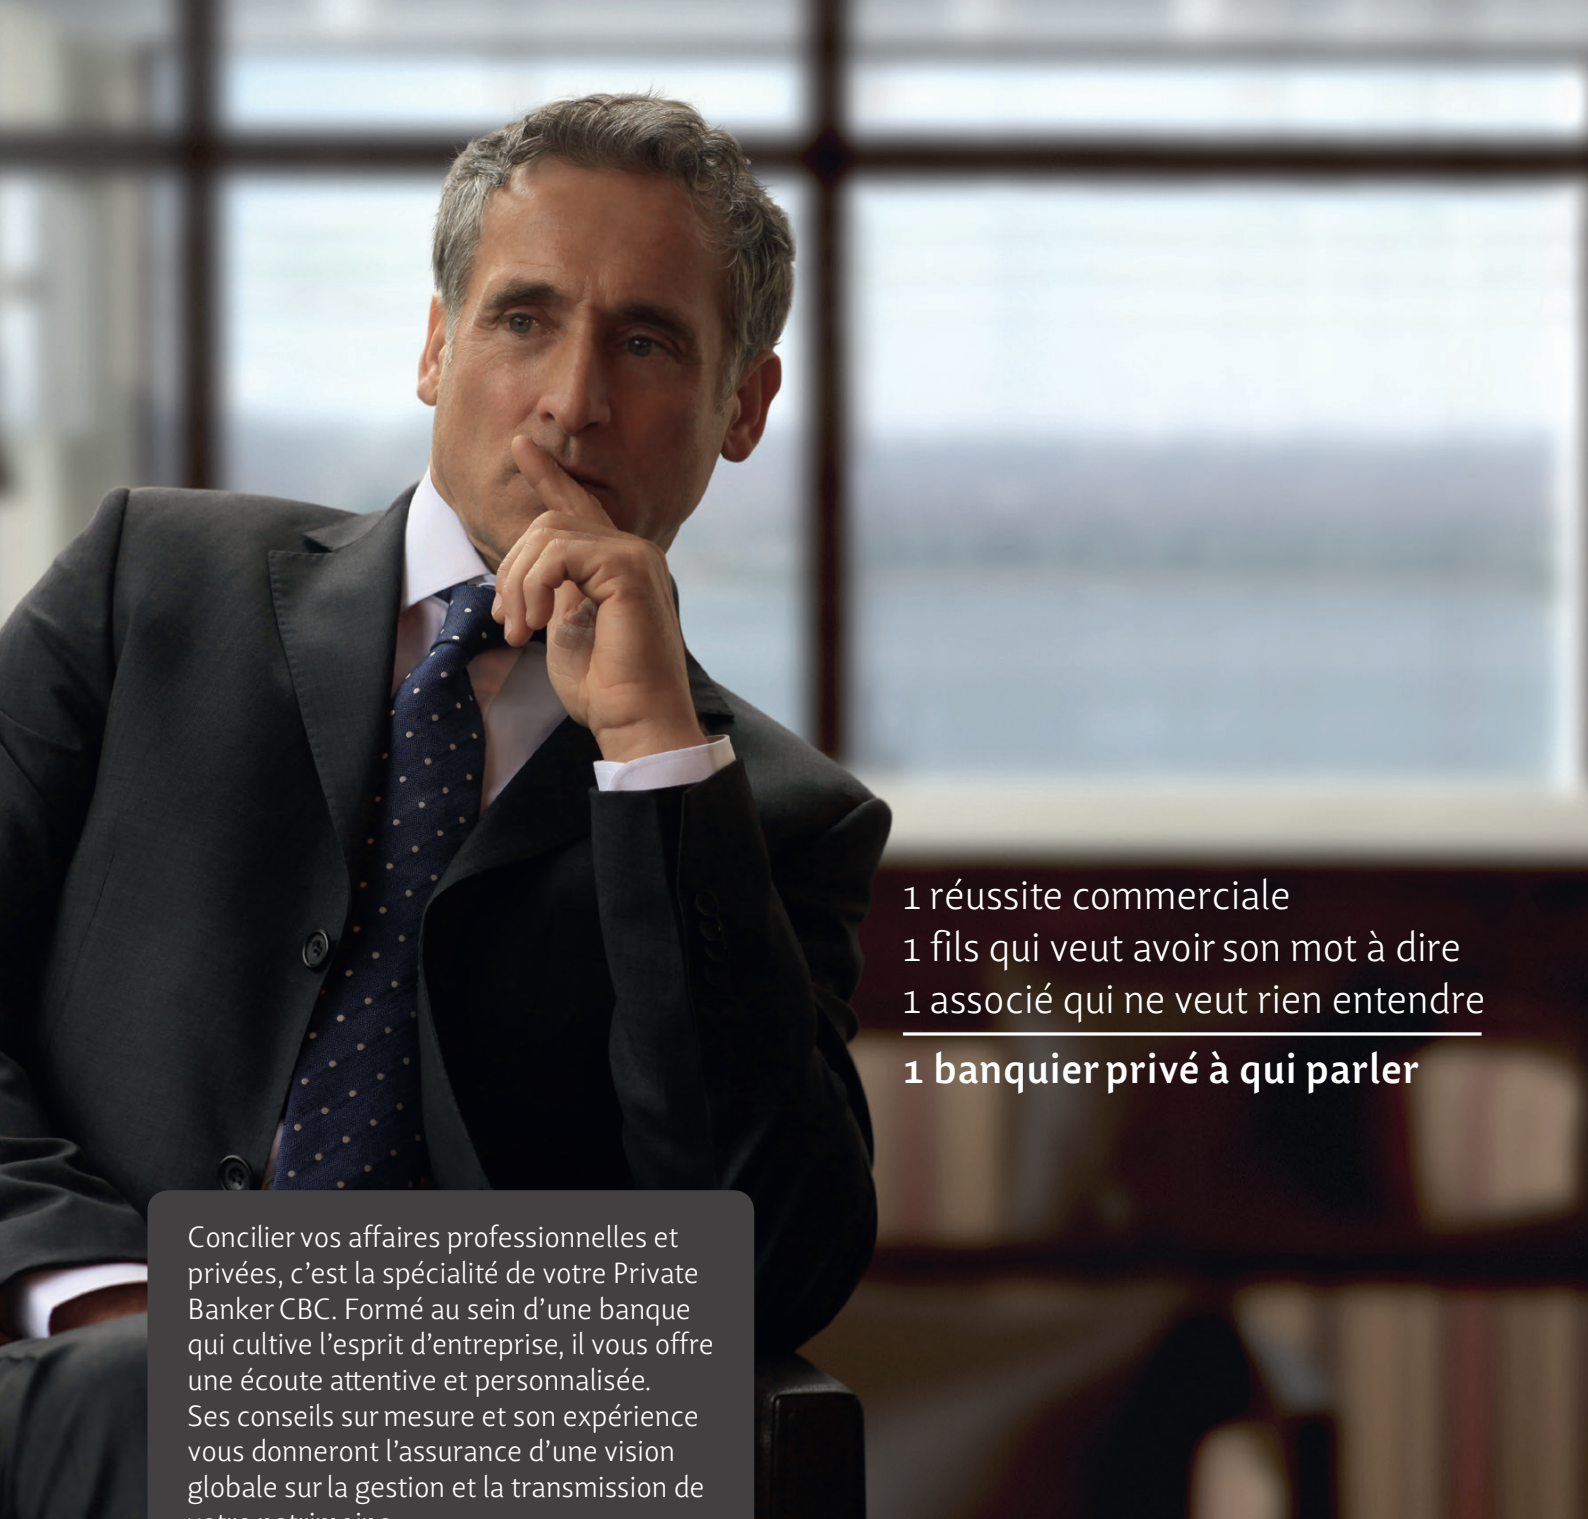 1 réussite commerciale
1 fils qui veut avoir son mot à dire
1 associé qui ne veut rien entendre
1 banquier privé à qui parler
Concilier vos affaires professionnelles et
privées, c’est la spécialité de votre Private
Banker CBC. Formé au sein d’une banque
qui cultive l’esprit d’entreprise, il vous offre
une écoute attentive et personnalisée.
Ses conseils sur mesure et son expérience
vous donneront l’assurance d’une vision
globale sur la gestion et la transmission de